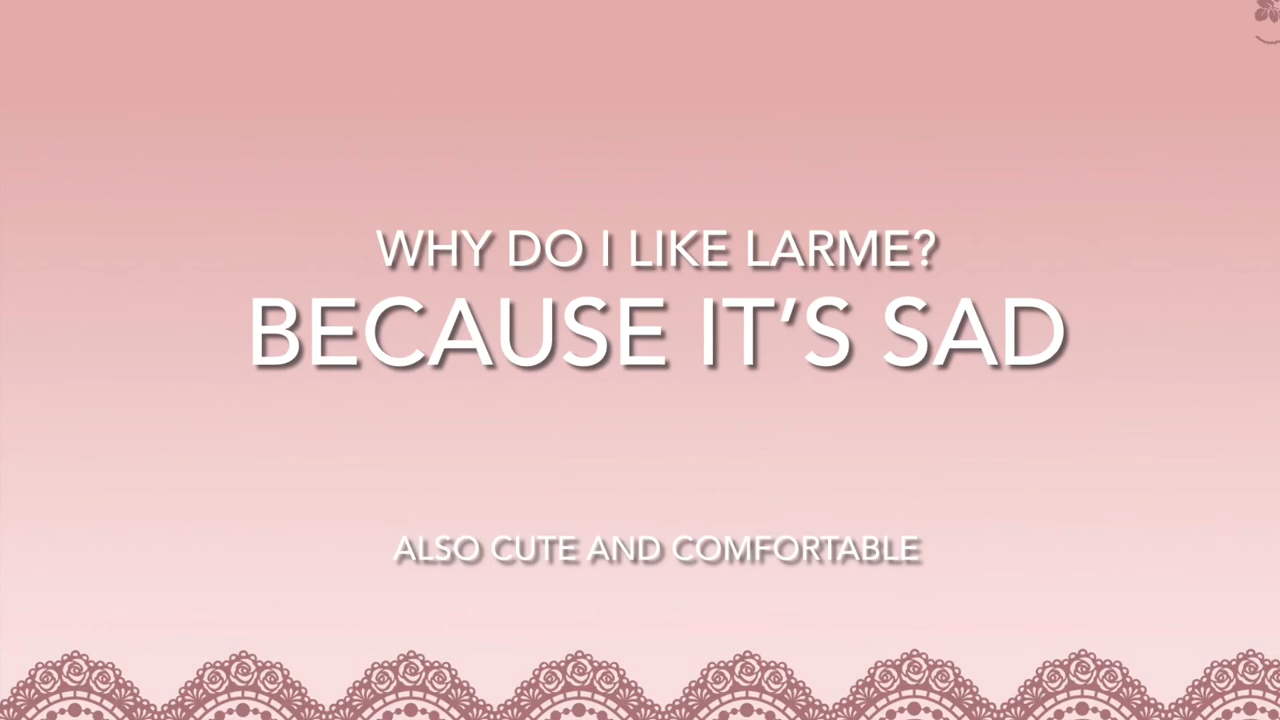 WHY DO I LIKE LARME?
BECAUSE IT’S SAD
ALSO CUTE AND COMFORTABLE